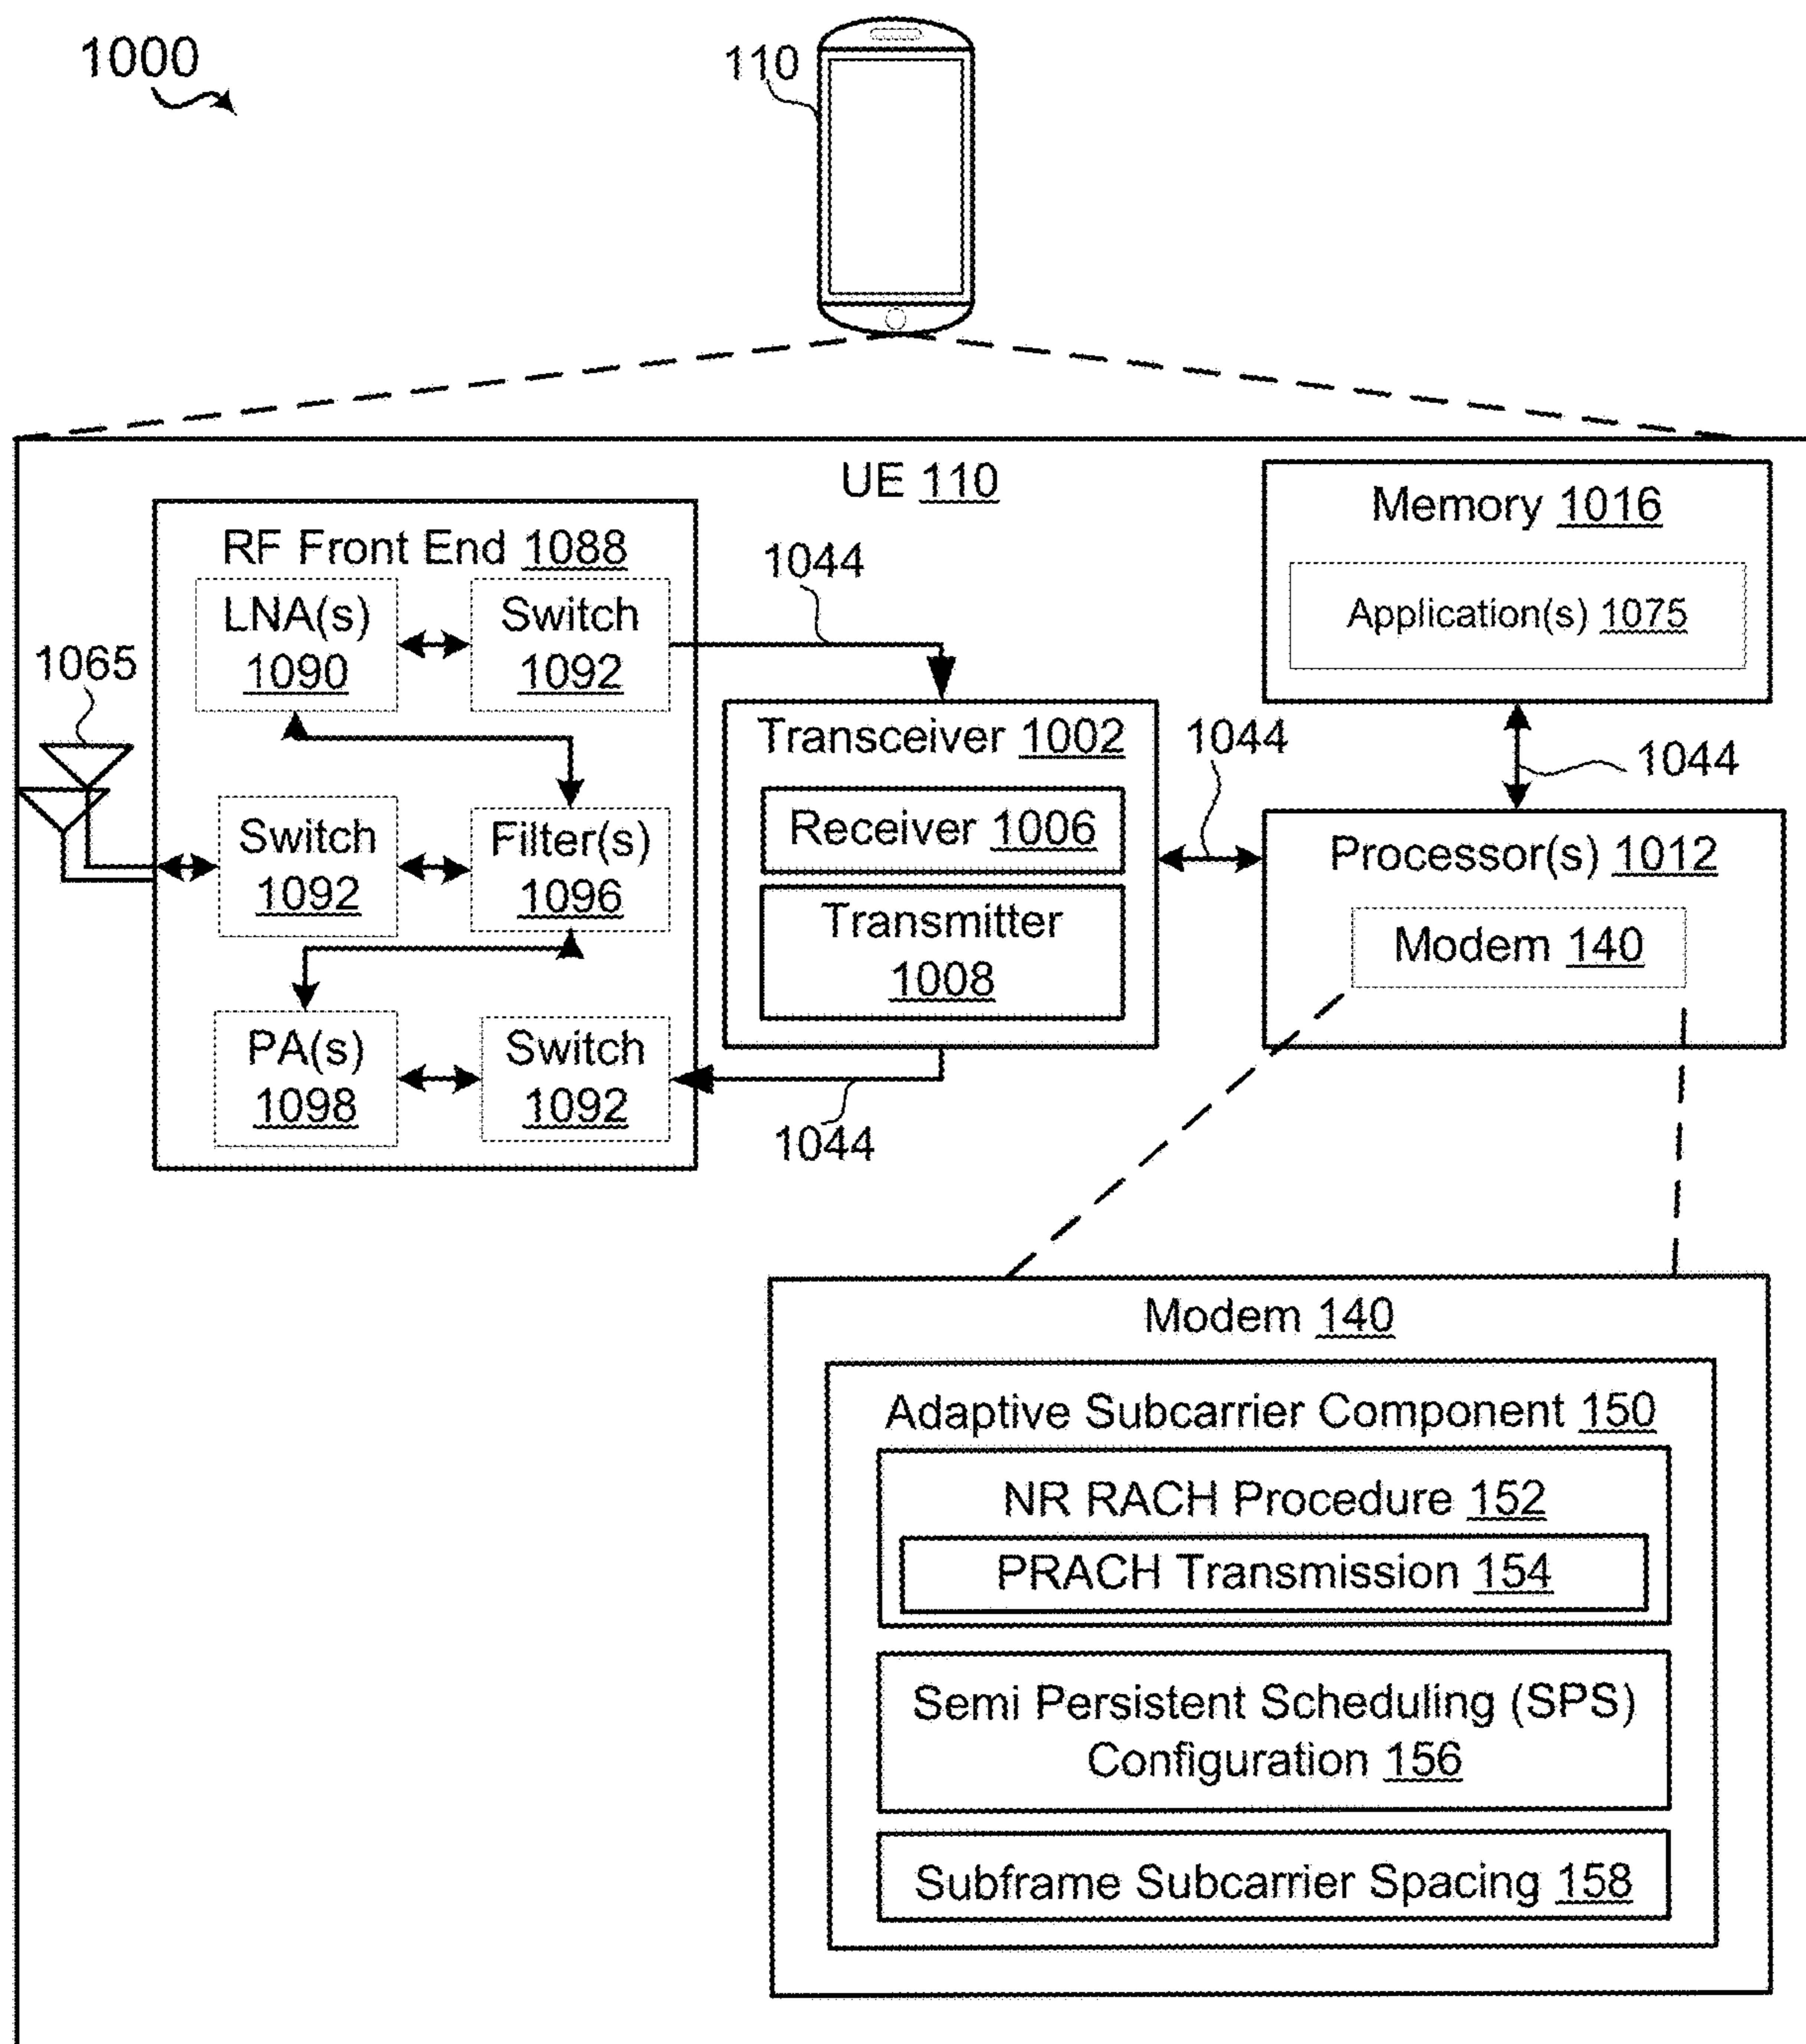 1000
110
UE 110
RF Front End 1088
LNA(s)
1090
Switch
1092
1044
1065
Switch
1092
Filter(s)
1096
PA(s)
1098
Switch
1092
1044
Transceiver 1002
Receiver 1006
Transmitter
1008
1044
Memory 1016
Application(s) 1075
1044
Processor(s) 1012
Modem 140
Modem 140
Adaptive Subcarrier Component 150
NR RACH Procedure 152
PRACH Transmission 154
Semi Persistent Scheduling (SPS)
Configuration 156
Subframe Subcarrier Spacing 158